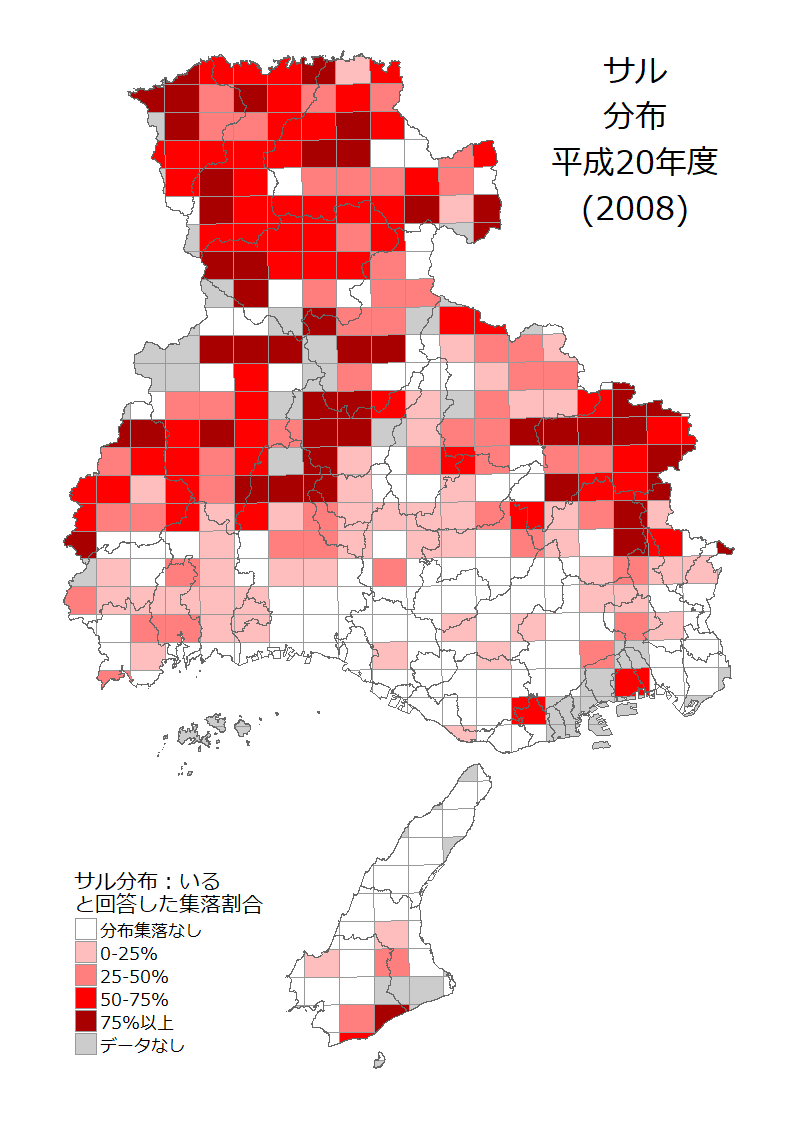 サル
分布
平成20年度
(2008)
サル分布：いる
と回答した集落割合
分布集落なし
0-25%
25-50%
50-75%
75%以上
データなし